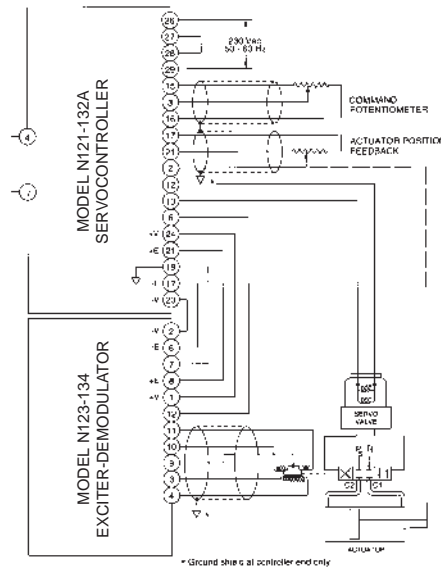 26
27
28
29
230 Vac
50 - 60 Hz
15
3
16
17
21
2
12
13
6
24
21
19
17
23
COMMAND
POTENTIOMETER
ACTUATOR POSITION
FEEDBACK
MODEL N121-132A
SERVOCONTROLLER
4
+E
-V
2
-V
6
-E
7
8
+E
1
+V
12
11
10
9
3
4
MODEL N123-134
EXCITER-DEMODULATOR
SERVO
VALVE
C2
C1
ACTUATOR
* Ground shield at controller end only